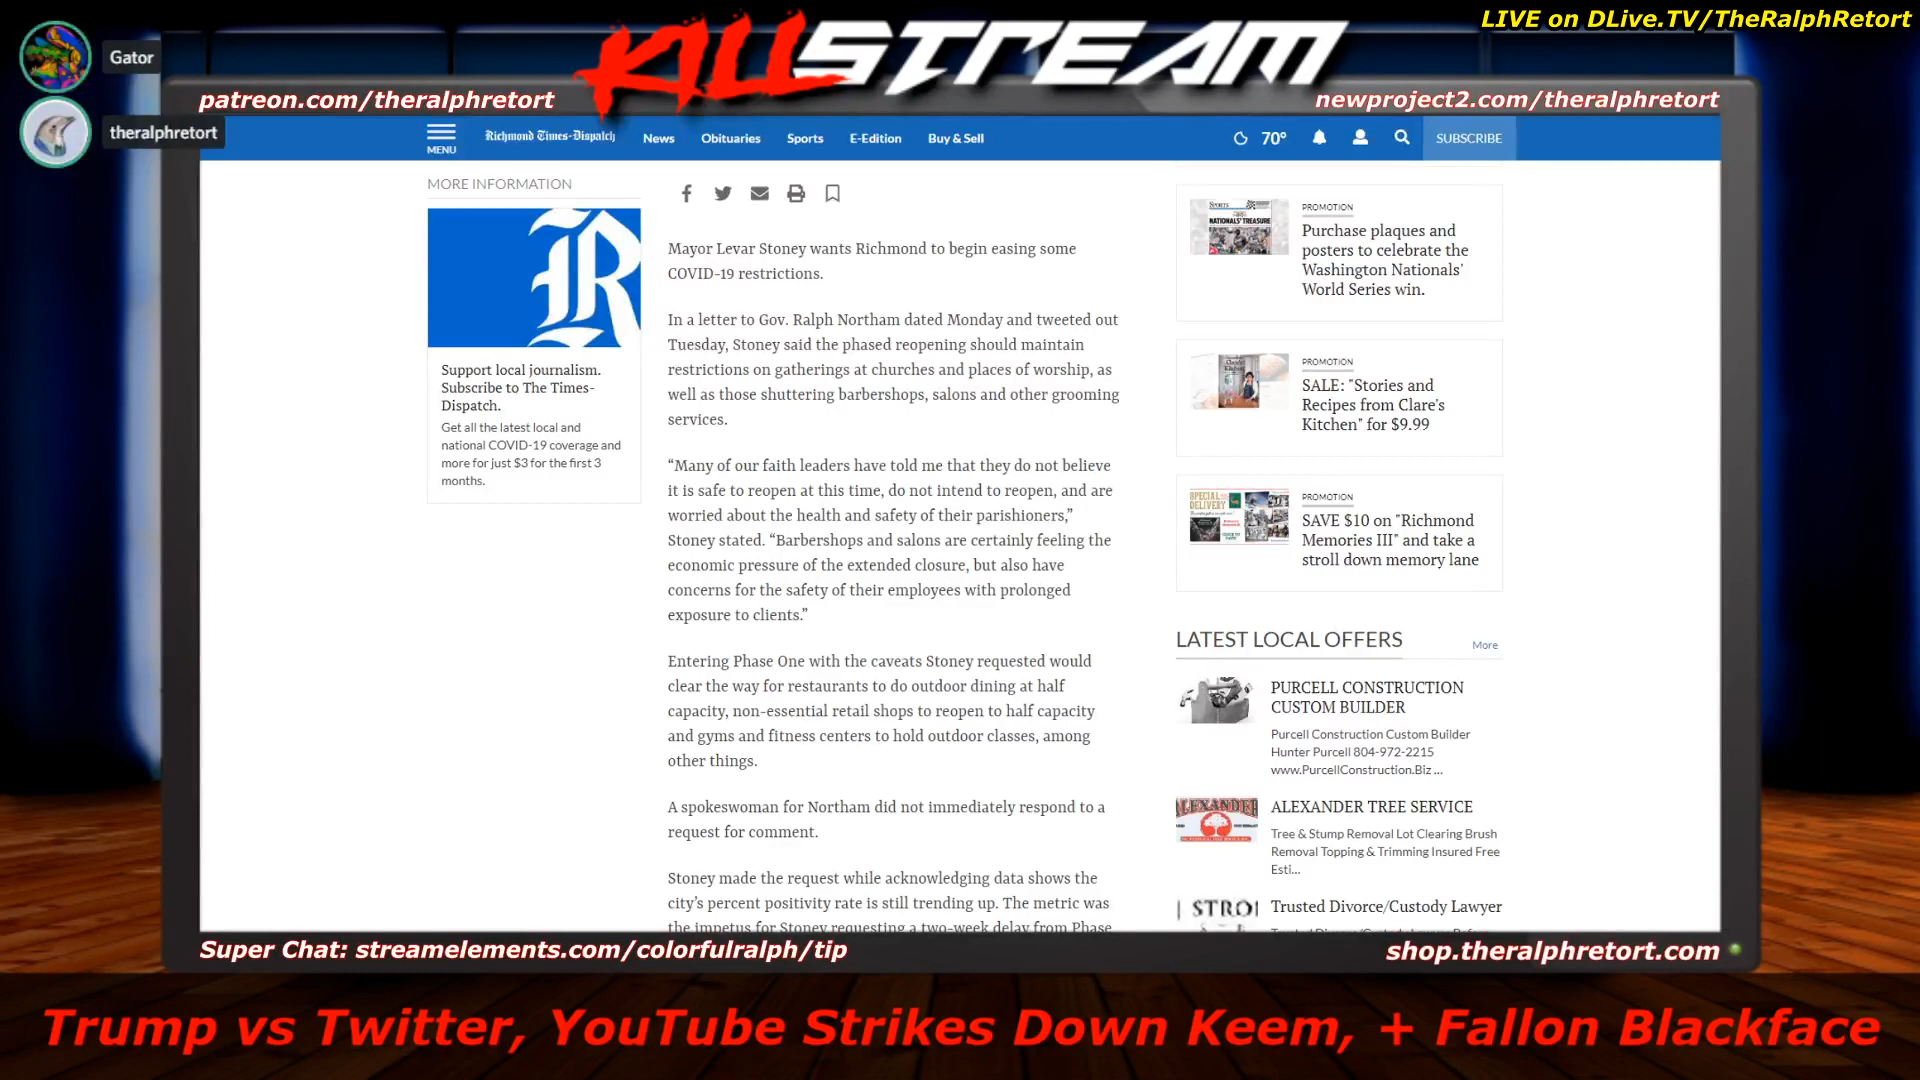 LIVE on DLive.TV/TheRalphRetort
KILLSTREAM
Gator
theralphretort
patreon.com/theralphretort
newproject2.com/theralphretort
MENU
Richmond Times-Dispatch
News
Obituaries
Sports
E-Edition
Buy & Sell
70°
SUBSCRIBE
MORE INFORMATION
Support local journalism.
Subscribe to The Times-
Dispatch.
Get all the latest local and
national COVID-19 coverage and
more for just $3 for the first 3
months.
Mayor Levar Stoney wants Richmond to begin easing some
COVID-19 restrictions.
In a letter to Gov. Ralph Northam dated Monday and tweeted out
Tuesday, Stoney said the phased reopening should maintain
restrictions on gatherings at churches and places of worship, as
well as those shuttering barbershops, salons and other grooming
services.
“Many of our faith leaders have told me that they do not believe
it is safe to reopen at this time, do not intend to reopen, and are
worried about the health and safety of their parishioners,”
Stoney stated. “Barbershops and salons are certainly feeling the
economic pressure of the extended closure, but also have
concerns for the safety of their employees with prolonged
exposure to clients.”
Entering Phase One with the caveats Stoney requested would
clear the way for restaurants to do outdoor dining at half
capacity, non-essential retail shops to reopen to half capacity
and gyms and fitness centers to hold outdoor classes, among
other things.
A spokeswoman for Northam did not immediately respond to a
request for comment.
Stoney made the request while acknowledging data shows the
city’s percent positivity rate is still trending up. The metric was
the impetus for Stoney requesting a two-week delay from Phase
Sports
NATIONALS' TREASURE
PROMOTION
Purchase plaques and
posters to celebrate the
Washington Nationals'
World Series win.
PROMOTION
SALE: "Stories and
Recipes from Clare's
Kitchen" for $9.99
SPECIAL
DELIVERY
PROMOTION
SAVE $10 on "Richmond
Memories III" and take a
stroll down memory lane
LATEST LOCAL OFFERS
More
PURCELL CONSTRUCTION
CUSTOM BUILDER
Purcell Construction Custom Builder
Hunter Purcell 804-972-2215
www.PurcellConstruction.Biz ...
ALEXANDER
ALEXANDER TREE SERVICE
Tree & Stump Removal Lot Clearing Brush
Removal Topping & Trimming Insured Free
Esti...
STRO
Trusted Divorce/Custody Lawyer
Super Chat: streamelements.com/colorfulralph/tip
shop.theralphretort.com
Trump vs Twitter, YouTube Strikes Down Keem, + Fallon Blackface